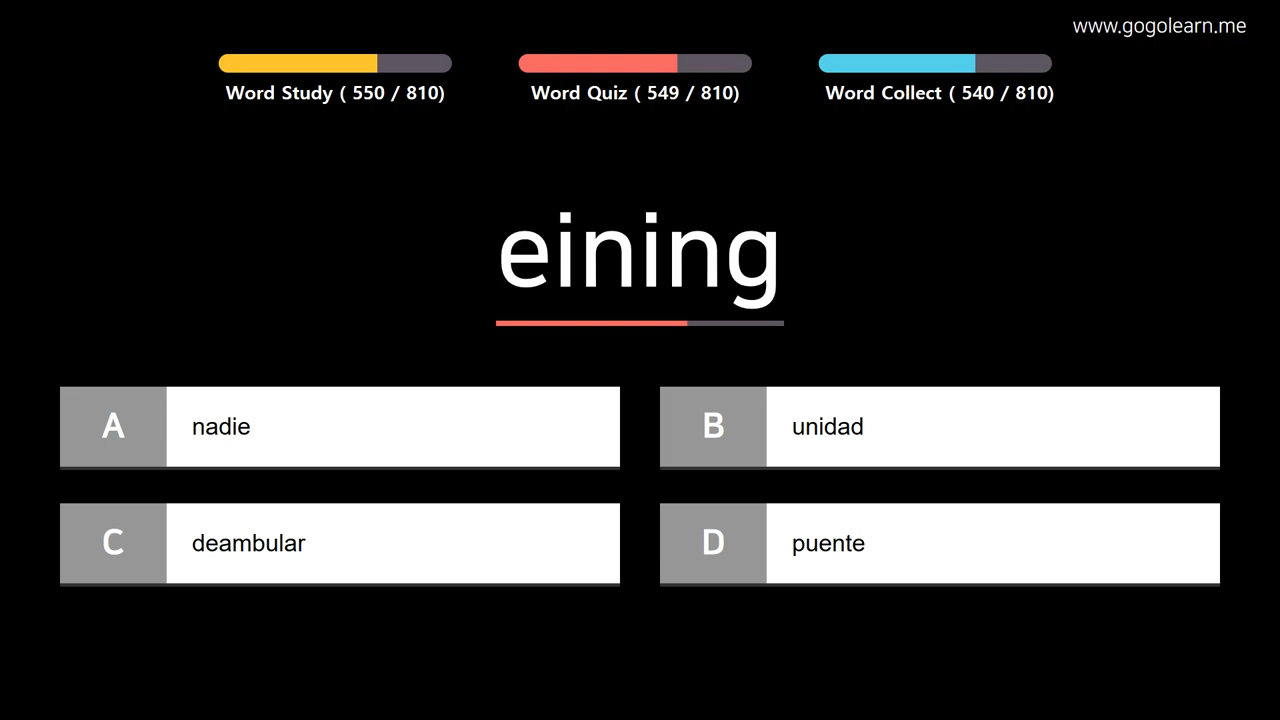 www.gogolearn.me
Word Study ( 550 / 810)
Word Quiz ( 549 / 810)
Word Collect ( 540 / 810)
eining
A nadie
B unidad
C deambular
D puente